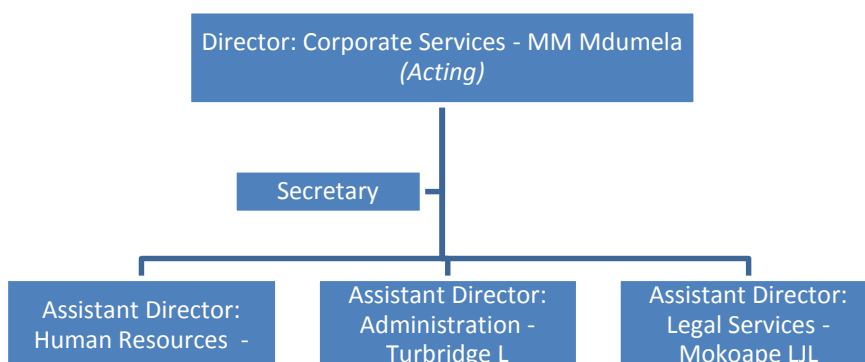 Director: Corporate Services - MM Mdumela
(Acting)
Secretary
Assistant Director:
Human Resources -
Assistant Director:
Administration -
Turbridge L
Assistant Director:
Legal Services -
Mokoape LJL